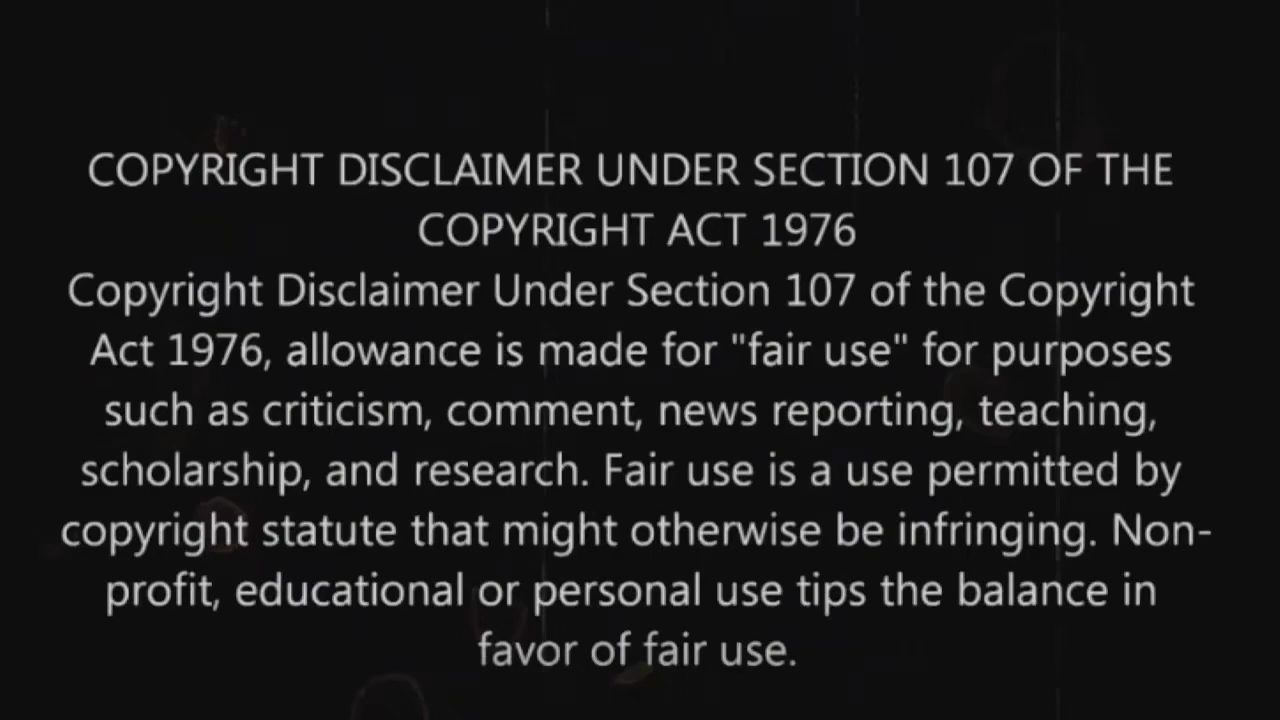 COPYRIGHT DISCLAIMER UNDER SECTION 107 OF THE
COPYRIGHT ACT 1976
Copyright Disclaimer Under Section 107 of the Copyright
Act 1976, allowance is made for "fair use" for purposes
such as criticism, comment, news reporting, teaching,
scholarship, and research. Fair use is a use permitted by
copyright statute that might otherwise be infringing. Non-
profit, educational or personal use tips the balance in
favor of fair use.